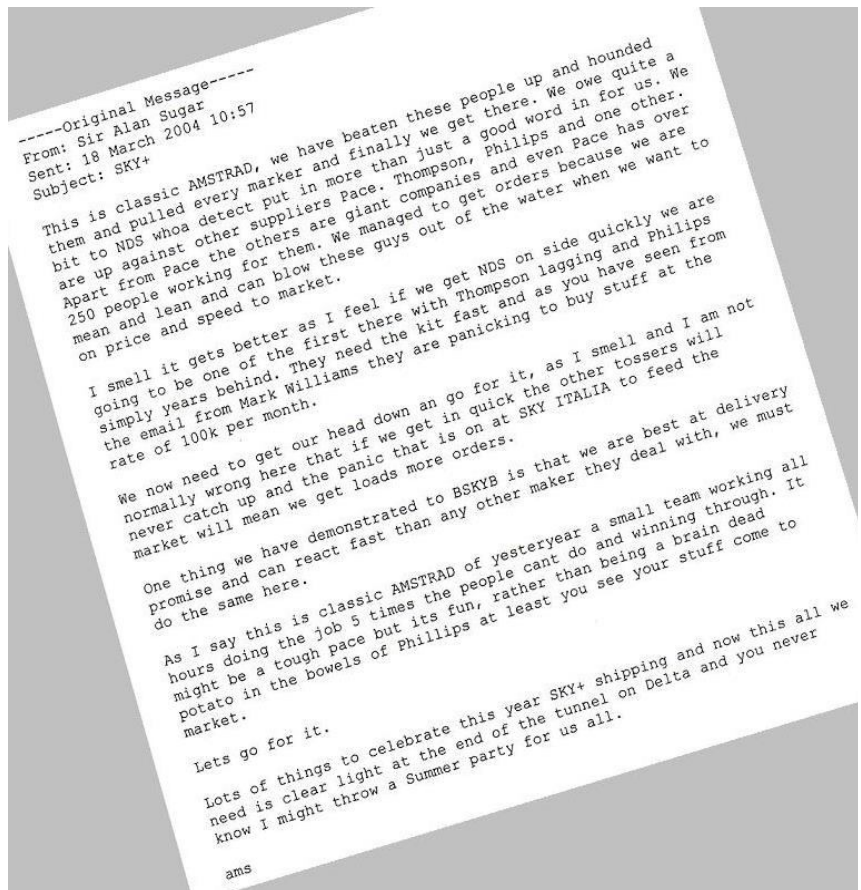 -----Original Message-----
From: Sir Alan Sugar
Sent: 18 March 2004 10:57
Subject: SKY+
This is classic AMSTRAD, we have beaten these people up and hounded
them and pulled every marker and finally we get there. We owe quite a
bit to NDS whoa detect put in more than just a good word in for us. We
are up against other suppliers Pace. Thompson, Philips and one other.
Apart from Pace the others are giant companies and even Pace has over
250 people working for them. We managed to get orders because we are
mean and lean and can blow these guys out of the water when we want to
on price and speed to market.
I smell it gets better as I feel if we get NDS on side quickly we are
going to be one of the first there with Thompson lagging and Philips
simply years behind. They need the kit fast and as you have seen from
the email from Mark Williams they are panicking to buy stuff at the
rate of 100k per month.
We now need to get our head down an go for it, as I smell and I am not
normally wrong here that if we get in quick the other tossers will
never catch up and the panic that is on at SKY ITALIA to feed the
market will mean we get loads more orders.
One thing we have demonstrated to BSKYB is that we are best at delivery
promise and can react fast than any other maker they deal with, we must
do the same here.
As I say this is classic AMSTRAD of yesteryear a small team working all
hours doing the job 5 times the people cant do and winning through. It
might be a tough pace but its fun, rather than being a brain dead
potato in the bowels of Phillips at least you see your stuff come to
market.
Lets go for it.
Lots of things to celebrate this year SKY+ shipping and now this all we
need is clear light at the end of the tunnel on Delta and you never
know I might throw a Summer party for us all.
ams